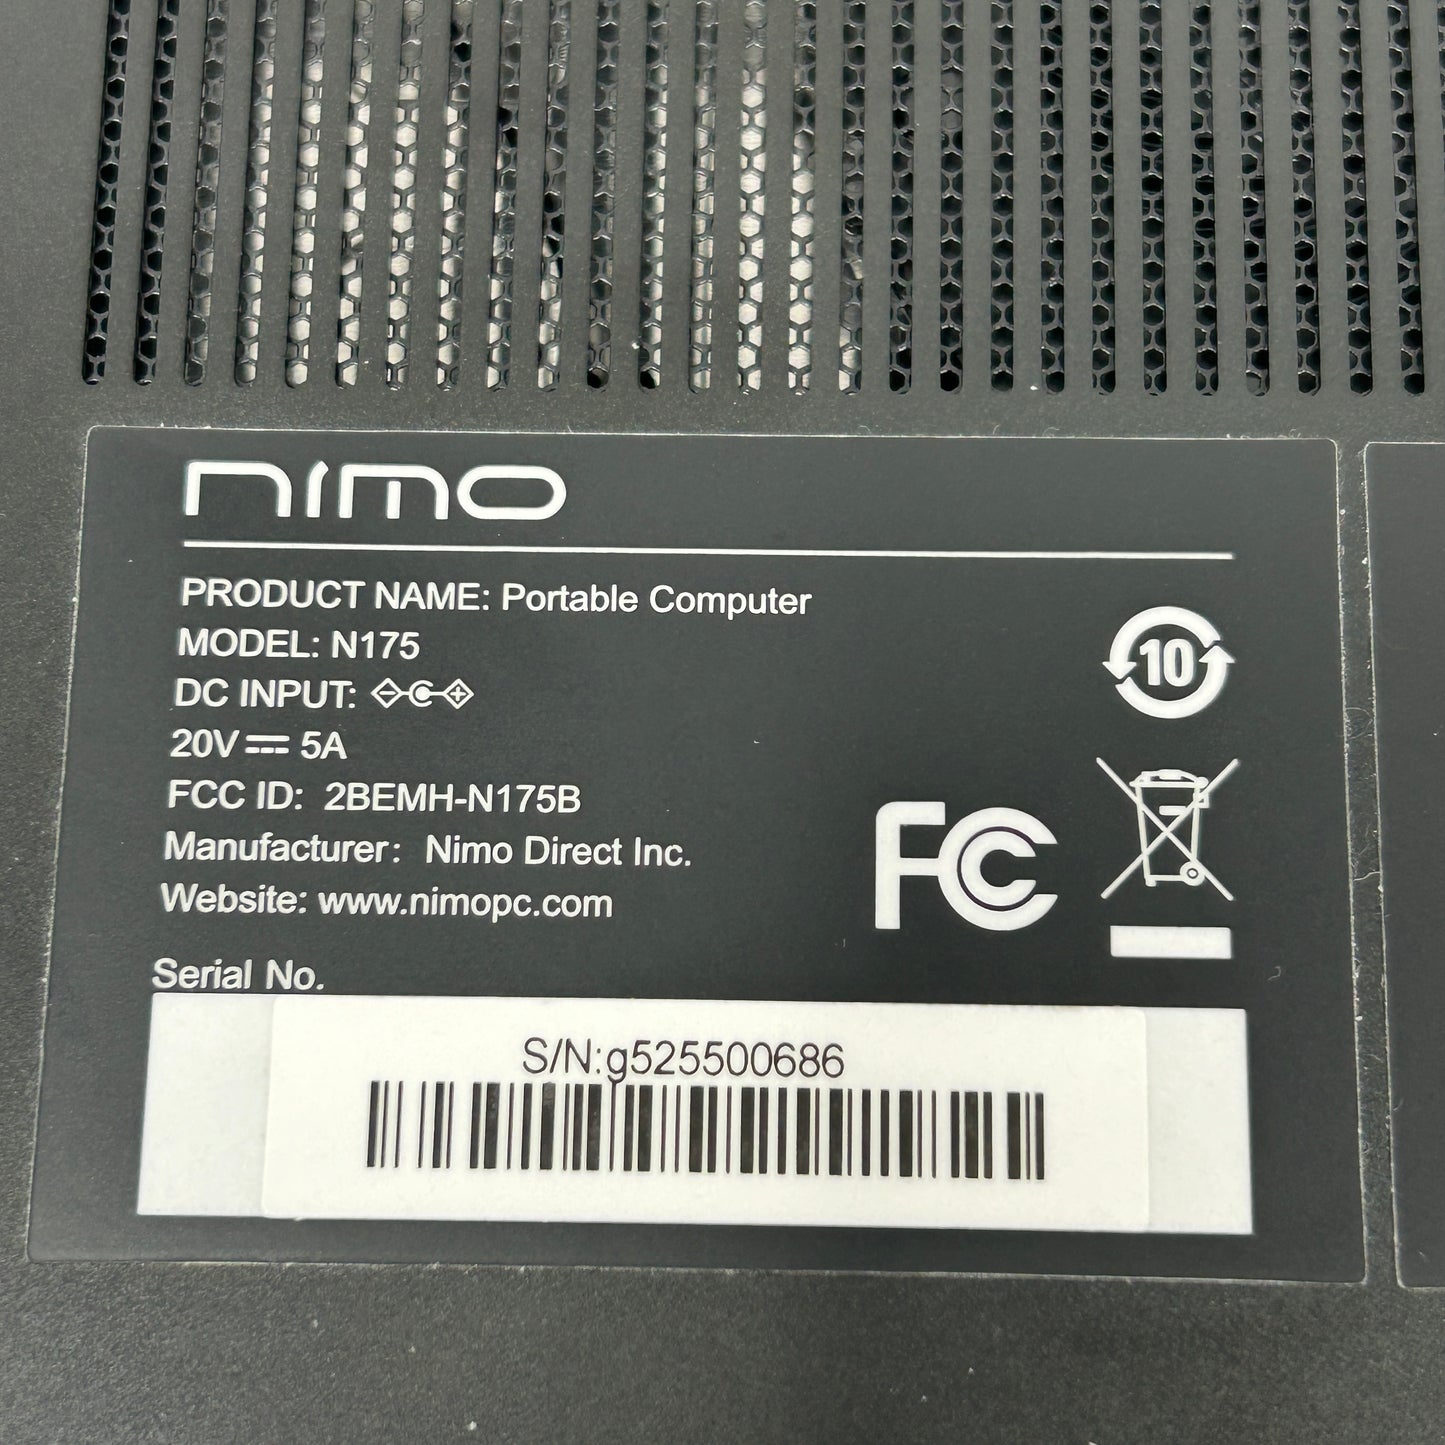 nimo
PRODUCT NAME: Portable Computer
MODEL: N175
DC INPUT:
20V 5A
FCC ID: 2BEMH-N175B
Manufacturer: Nimo Direct Inc.
Website: www.nimopc.com
10
FC
Serial No.
S/N:g525500686